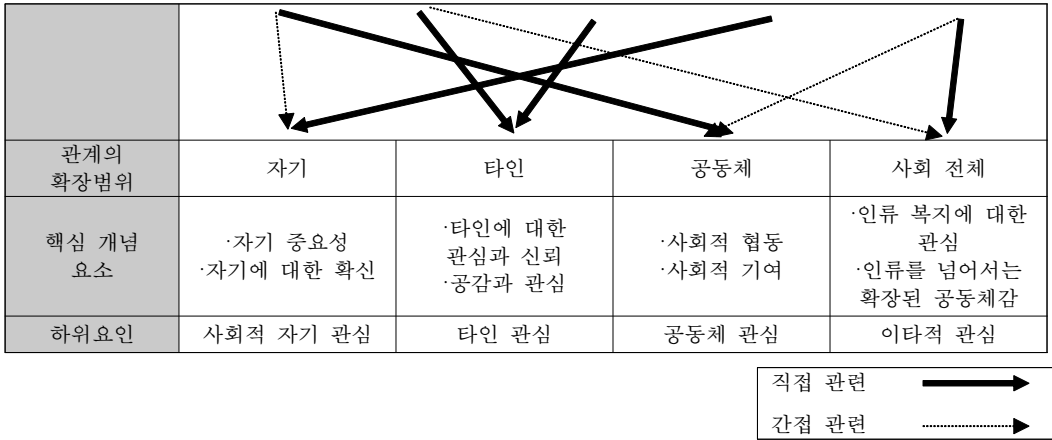 관계의
확장범위
자기
타인
공동체
사회 전체
핵심 개념
요소
·자기 중요성
·자기에 대한 확신
·타인에 대한
관심과 신뢰
·공감과 관심
·사회적 협동
·사회적 기여
·인류 복지에 대한
관심
·인류를 넘어서는
확장된 공동체감
하위요인
사회적 자기 관심
타인 관심
공동체 관심
이타적 관심
직접 관련
간접 관련